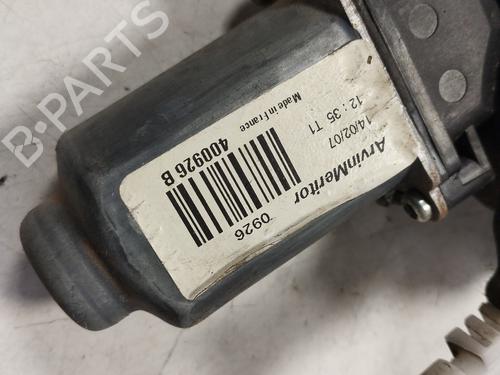 B-PARTS
12:35 T1
14/02/07
ArvinMeritor
0926
400926 B
Made in France